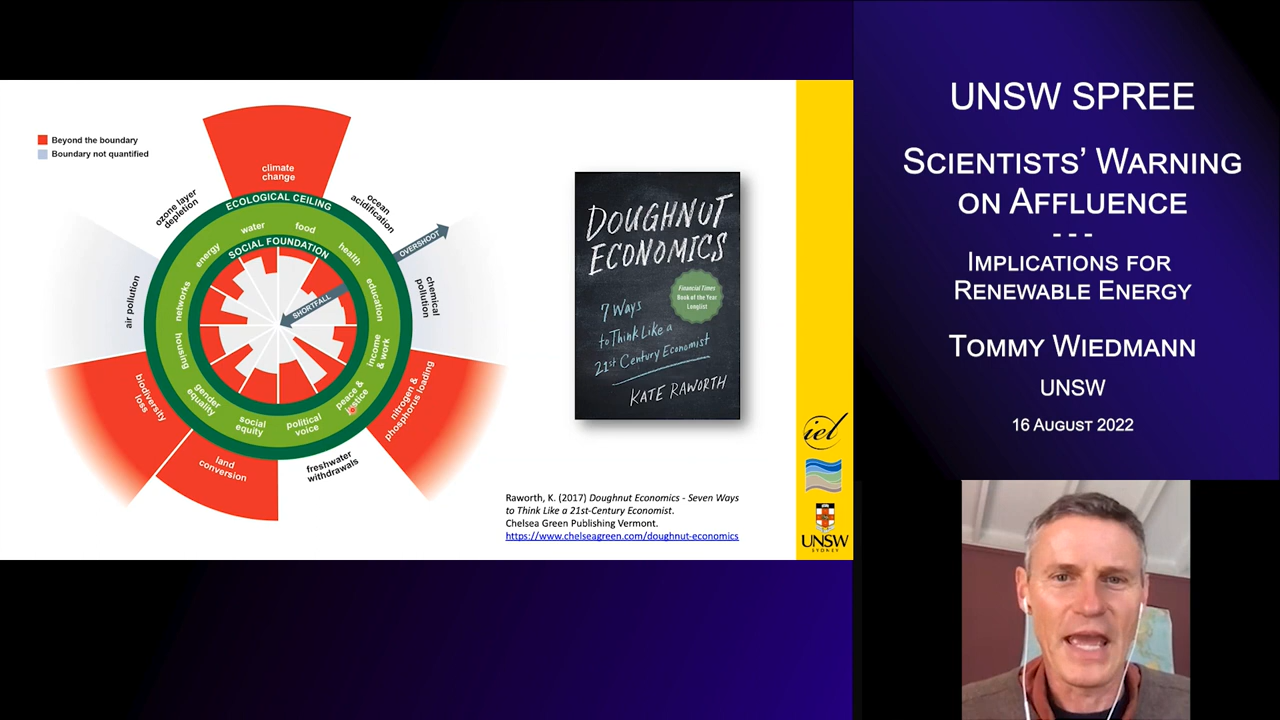 Beyond the boundary
Boundary not quantified
climate
change
ozone layer
depletion
ocean
acidification
ECOLOGICAL CEILING
OVERSHOOT
water
food
energy
health
SOCIAL FOUNDATION
air pollution
networks
SHORTFALL
education
chemical
pollution
housing
income
& work
biodiversity
loss
gender
equality
peace &
justice
nitrogen &
phosphorus loading
social
equity
political
voice
land
conversion
freshwater
withdrawals
DOUGHNUT
ECONOMICS
Financial Times
Book of the Year
Longlist
7 Ways
to Think Like a
21st Century Economist
KATE RAWORTH
Raworth, K. (2017) Doughnut Economics - Seven Ways
to Think Like a 21st-Century Economist.
Chelsea Green Publishing Vermont.
https://www.chelseagreen.com/doughnut-economics
iel
UNSW
SYDNEY
UNSW SPREE
SCIENTISTS’ WARNING
ON AFFLUENCE
- - -
IMPLICATIONS FOR
RENEWABLE ENERGY
TOMMY WIEDMANN
UNSW
16 AUGUST 2022